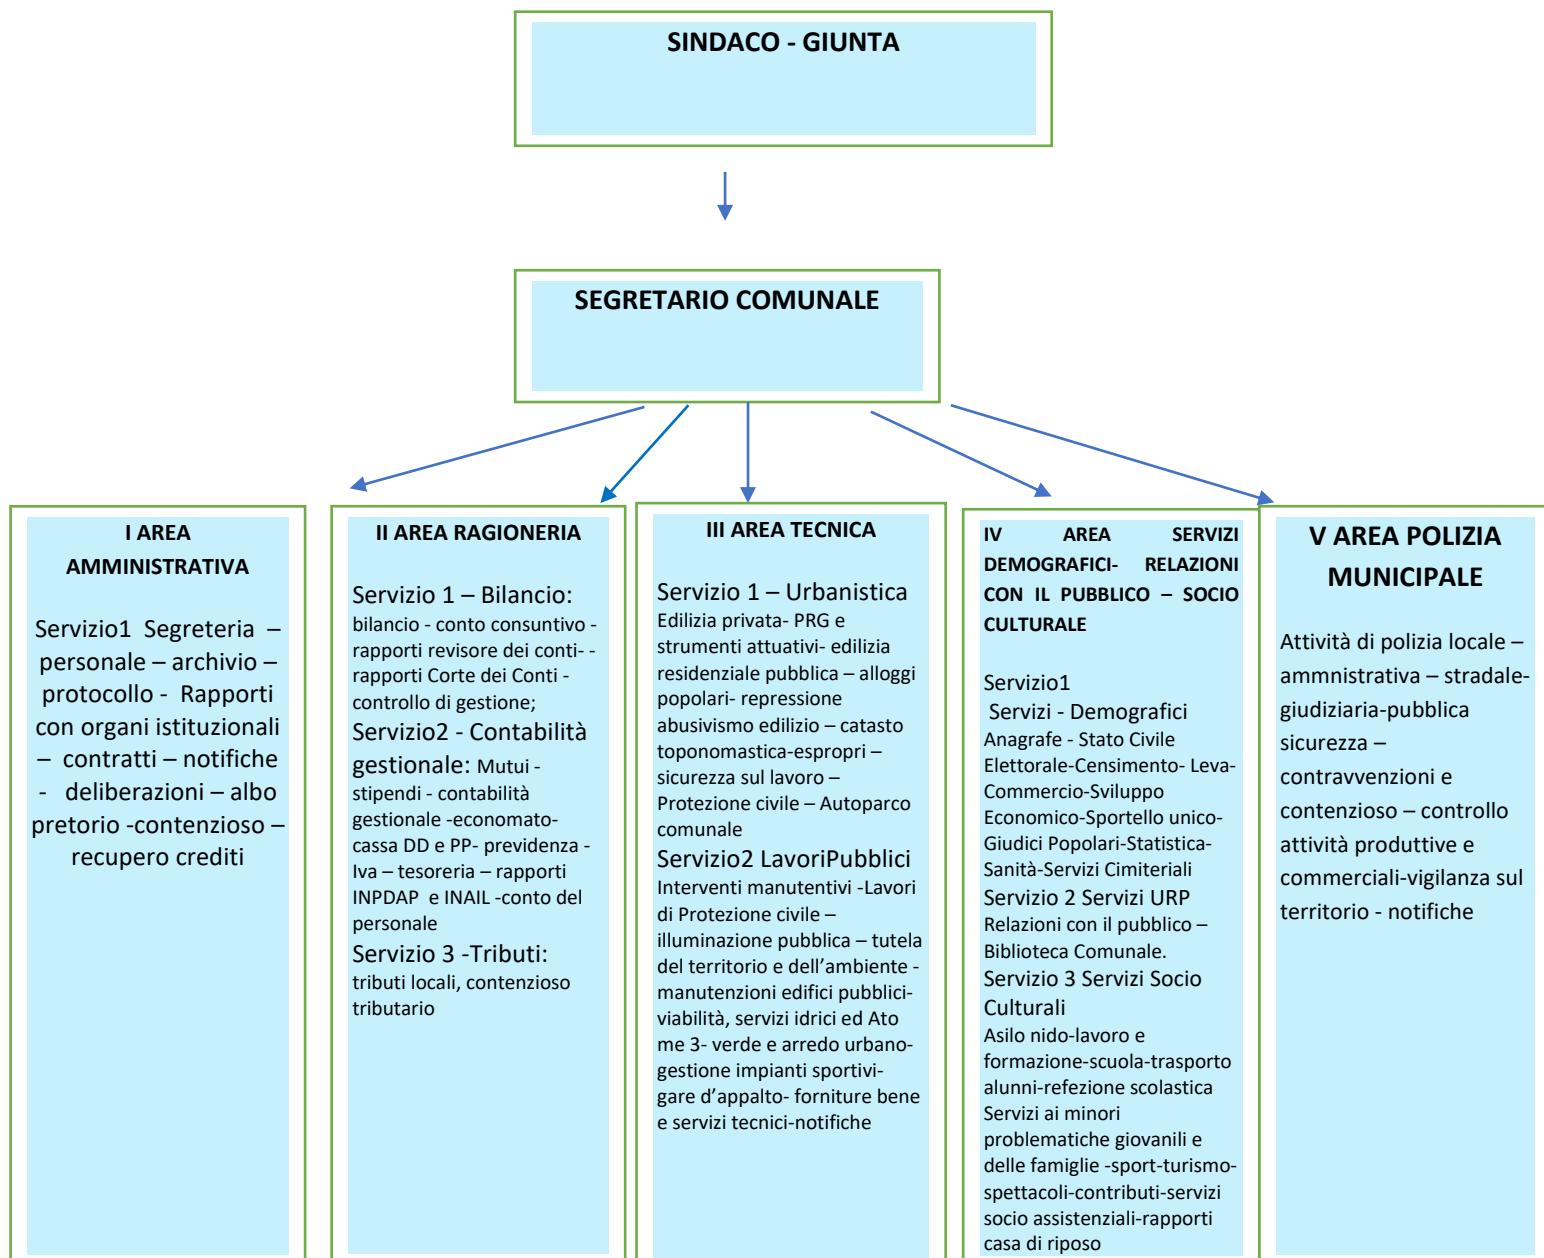 SINDACO - GIUNTA
SEGRETARIO COMUNALE
I AREA
AMMINISTRATIVA
Servizio1 Segreteria –
personale – archivio –
protocollo - Rapporti
con organi istituzionali
– contratti – notifiche
- deliberazioni – albo
pretorio -contenzioso –
recupero crediti
II AREA RAGIONERIA
Servizio 1 – Bilancio:
bilancio - conto consuntivo -
rapporti revisore dei conti- -
rapporti Corte dei Conti -
controllo di gestione;
Servizio2 - Contabilità
gestionale: Mutui -
stipendi - contabilità
gestionale -economato-
cassa DD e PP- previdenza -
Iva – tesoreria – rapporti
INPDAP e INAIL -conto del
personale
Servizio 3 -Tributi:
tributi locali, contenzioso
tributario
III AREA TECNICA
Servizio 1 – Urbanistica
Edilizia privata- PRG e
strumenti attuativi- edilizia
residenziale pubblica – alloggi
popolari- repressione
abusivismo edilizio – catasto
toponomastica-espropri –
sicurezza sul lavoro –
Protezione civile – Autoparco
comunale
Servizio2 LavoriPubblici
Interventi manutentivi -Lavori
di Protezione civile –
illuminazione pubblica – tutela
del territorio e dell’ambiente -
manutenzioni edifici pubblici-
viabilità, servizi idrici ed Ato
me 3- verde e arredo urbano-
gestione impianti sportivi-
gare d’appalto- forniture bene
e servizi tecnici-notifiche
IV AREA SERVIZI
DEMOGRAFICI- RELAZIONI
CON IL PUBBLICO – SOCIO
CULTURALE
Servizio1
Servizi - Demografici
Anagrafe - Stato Civile
Elettorale-Censimento- Leva-
Commercio-Sviluppo
Economico-Sportello unico-
Giudici Popolari-Statistica-
Sanità-Servizi Cimiteriali
Servizio 2 Servizi URP
Relazioni con il pubblico –
Biblioteca Comunale.
Servizio 3 Servizi Socio
Culturali
Asilo nido-lavoro e
formazione-scuola-trasporto
alunni-refezione scolastica
Servizi ai minori
problematiche giovanili e
delle famiglie -sport-turismo-
spettacoli-contributi-servizi
socio assistenziali-rapporti
casa di riposo
V AREA POLIZIA
MUNICIPALE
Attività di polizia locale –
ammnistrativa – stradale-
giudiziaria-pubblica
sicurezza –
contravvenzioni e
contenzioso – controllo
attività produttive e
commerciali-vigilanza sul
territorio - notifiche